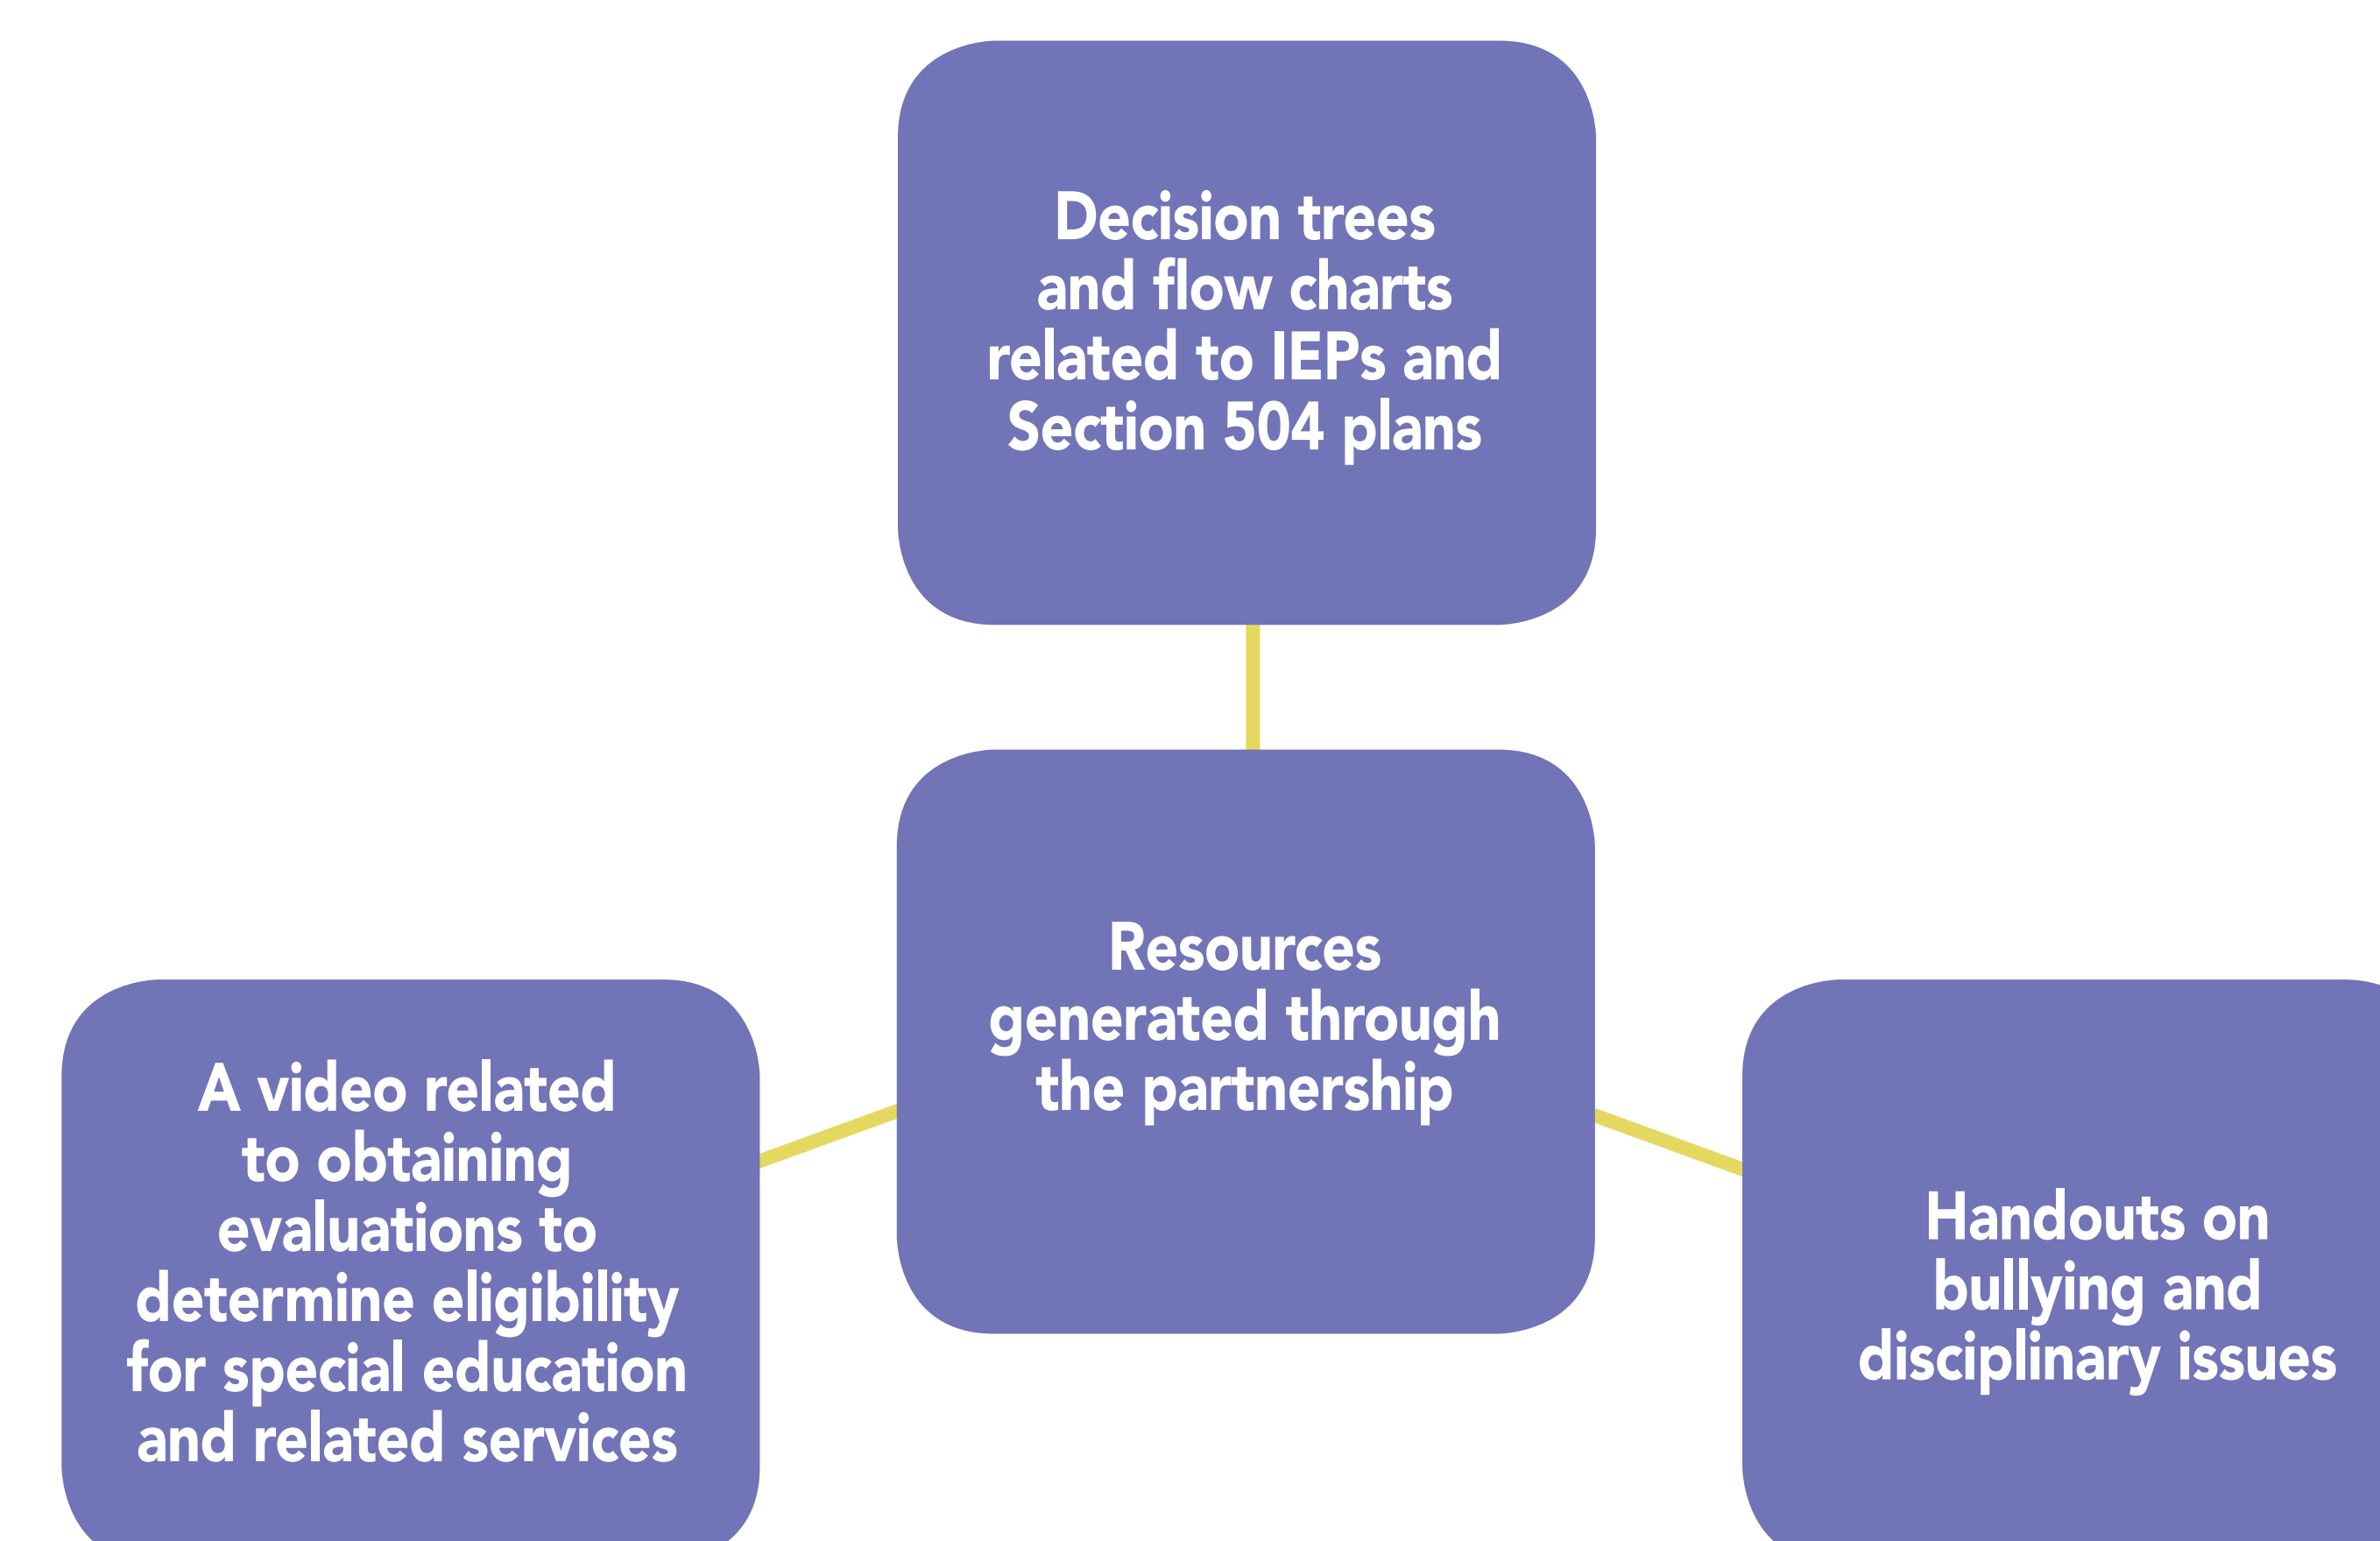 Decision trees
and flow charts
related to IEPs and
Section 504 plans
Resources
generated through
the partnership
A video related
to obtaining
evaluations to
determine eligibility
for special education
and related services
Handouts on
bullying and
disciplinary issues